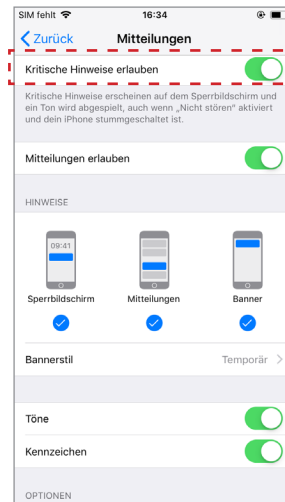 SIM fehlt 16:34
Zurück Mitteilungen
Kritische Hinweise erlauben
Kritische Hinweise erscheinen auf dem Sperrbildschirm und
ein Ton wird abgespielt, auch wenn „Nicht stören“ aktiviert
und dein iPhone stummgeschaltet ist.
Mitteilungen erlauben
HINWEISE
09:41
Sperrbildschirm Mitteilungen Banner
Bannerstil Temporär
Töne
Kennzeichen
OPTIONEN